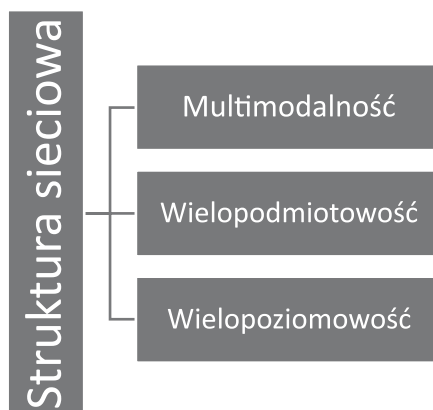 Struktura sieciowa
Multimodalność
Wielopodmiotowość
Wielopoziomowość